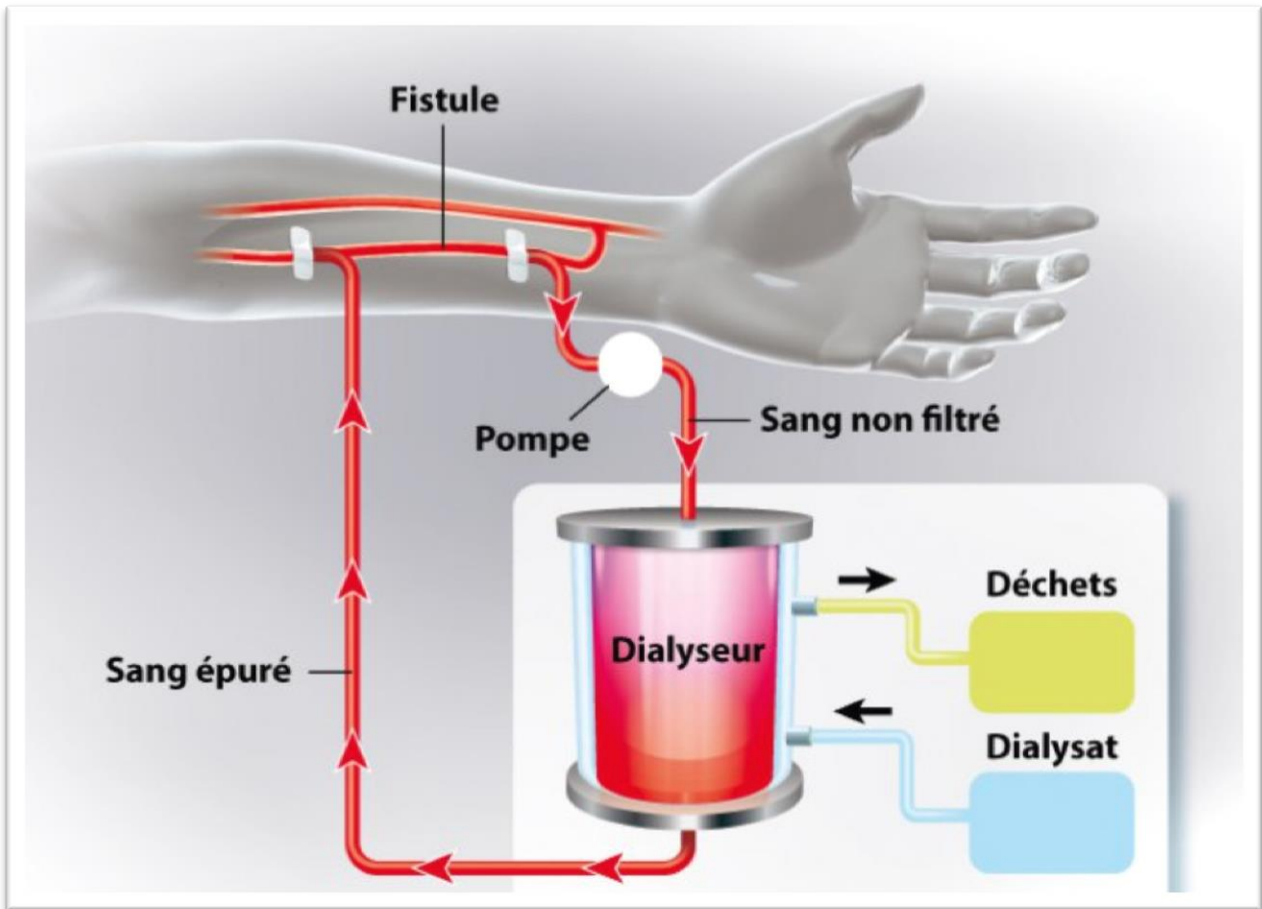 Fistule
Pompe
Sang non filtré
Dialyseur
Déchets
Sang épuré
Dialysat